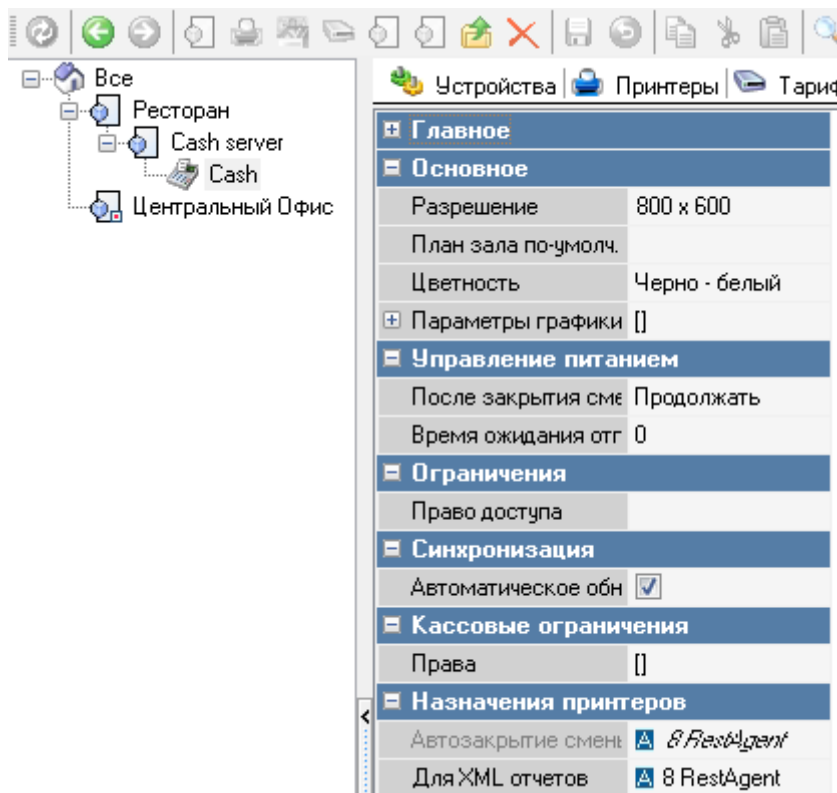 Все
Ресторан
Cash server
Cash
Центральный Офис
Устройства Принтеры Тариф
Главное
Основное
Разрешение 800 x 600
План зала по-умолч.
Цветность Черно - белый
Параметры графики []
Управление питанием
После закрытия сме Продолжать
Время ожидания отг 0
Ограничения
Право доступа
Синхронизация
Автоматическое обн
Кассовые ограничения
Права []
Назначения принтеров
Автозакрытие смень A 8 RestAgent
Для XML отчетов A 8 RestAgent